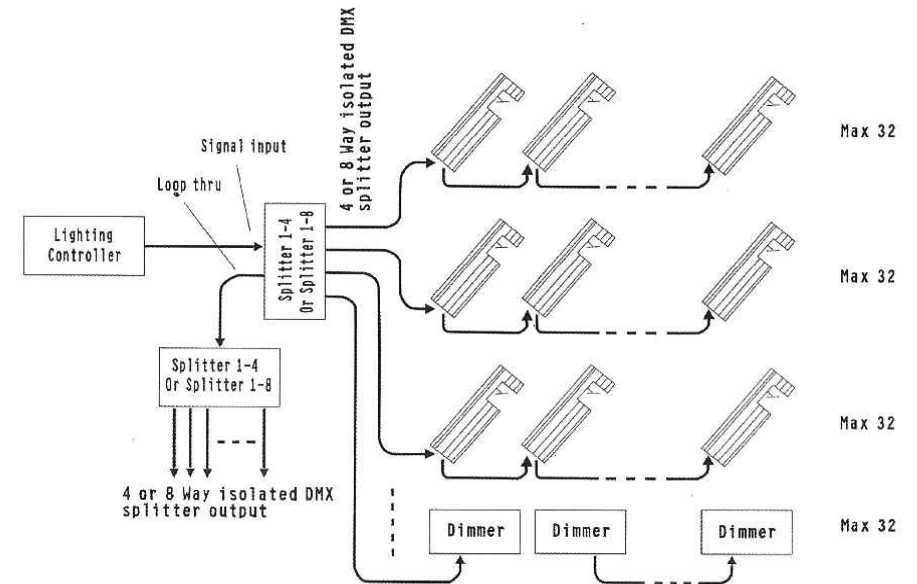 4 or 8 Way isolated DMX
splitter output
Signal input
Loop thru
Lighting
Controller
Splitter 1-4
Or Splitter 1-8
Splitter 1-4
Or Splitter 1-8
4 or 8 Way isolated DMX
splitter output
Max 32
Max 32
Max 32
Dimmer
Dimmer
Dimmer
Max 32